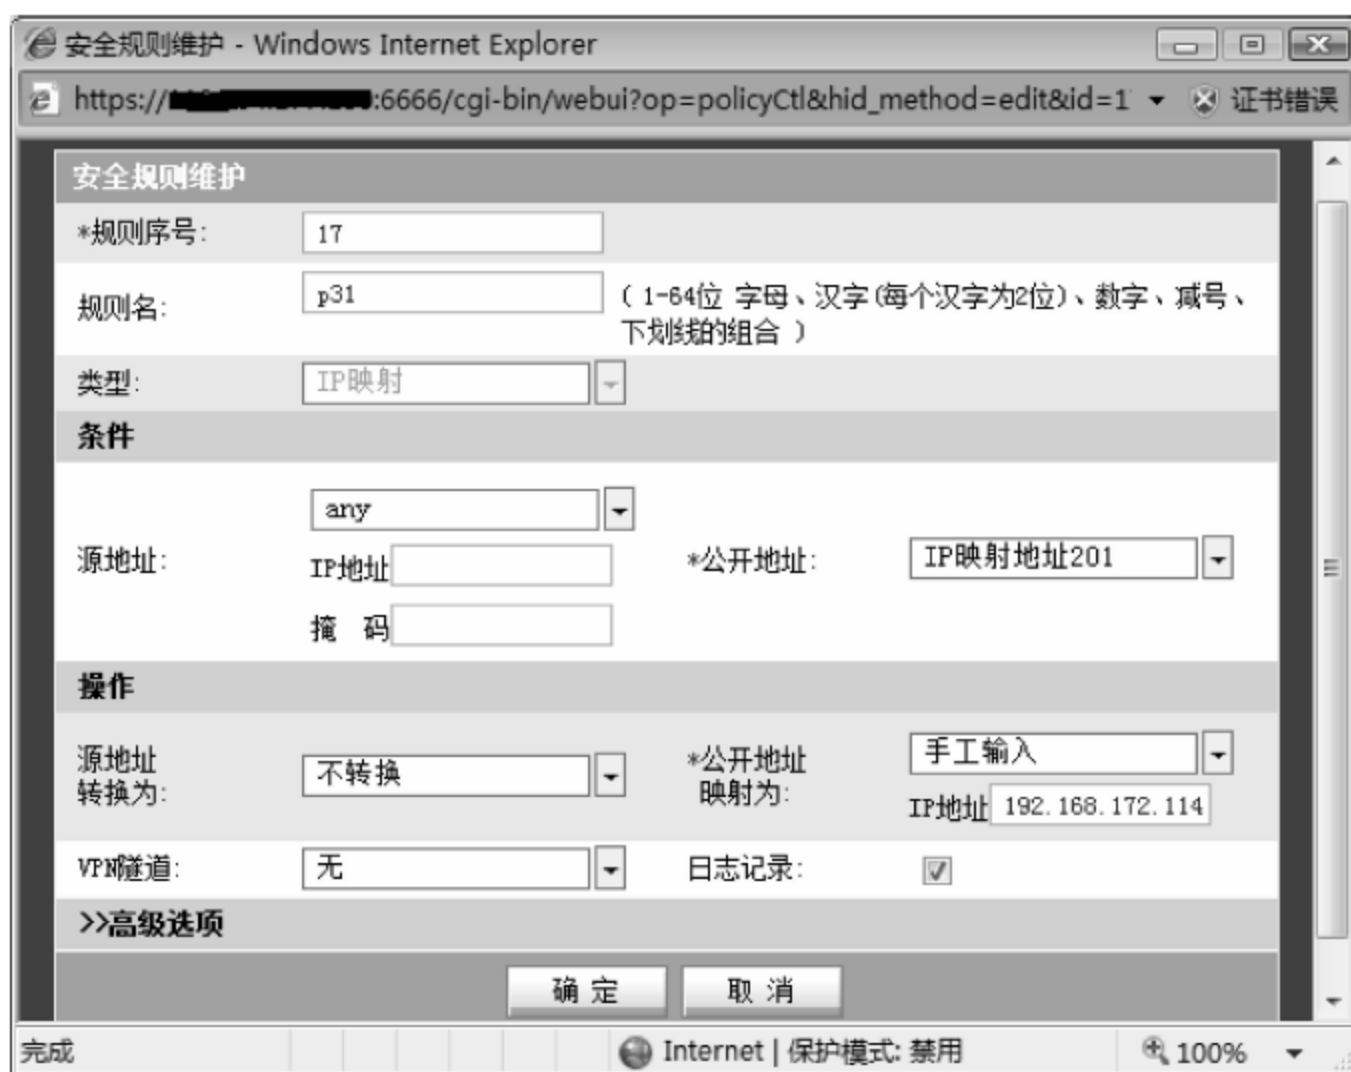 安全规则维护 - Windows Internet Explorer
https:// :6666/cgi-bin/webui?op=policyCtl&hid_method=edit&id=1 证书错误
安全规则维护
*规则序号: 17
规则名: p31 ( 1-64位 字母、汉字(每个汉字为2位)、数字、减号、
下划线的组合 )
类型: IP映射
条件
any
源地址: IP地址 *公开地址: IP映射地址201
掩 码
操作
源地址 转换为: 不转换 *公开地址 映射为: 手工输入
IP地址 192.168.172.114
VPN隧道: 无 日志记录:
>>高级选项
确 定 取 消
完成 Internet | 保护模式: 禁用 100%